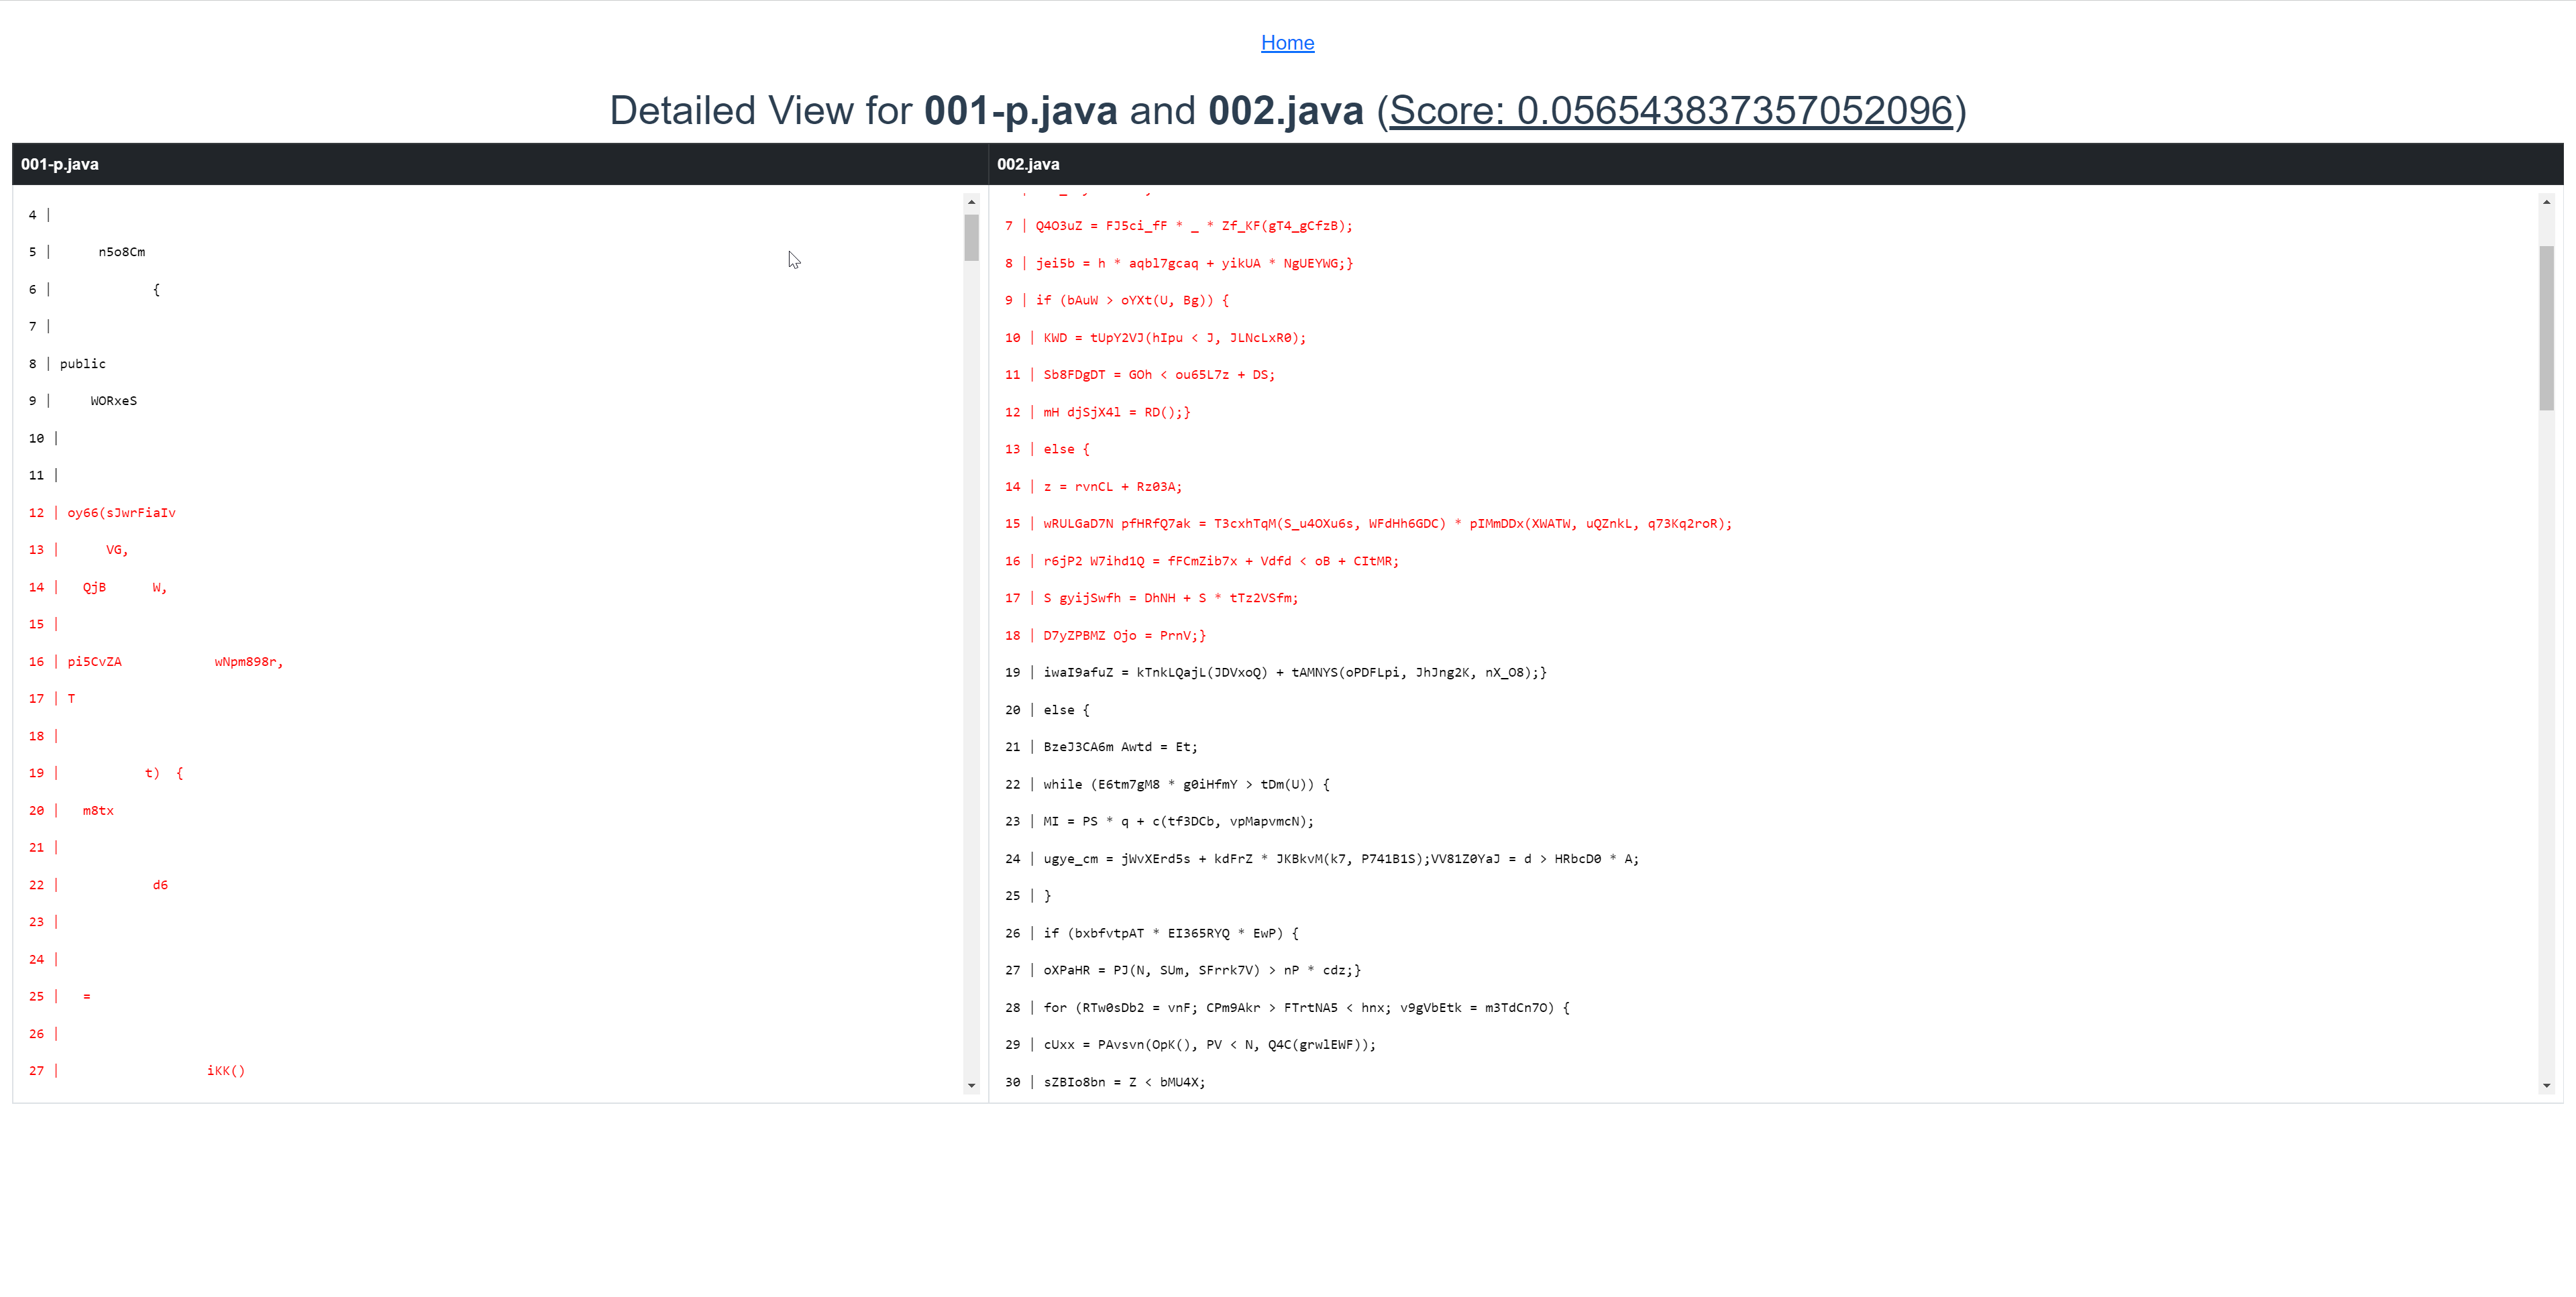 Home
Detailed View for 001-p.java and 002.java (Score: 0.056543837357052096)
001-p.java
4 |
5 |      n5o8Cm
6 |             {
7 |
8 | public
9 |     WORxeS
10 |
11 |
12 | oy66(sJwrFiaIv
13 |      VG,
14 |   QjB      W,
15 |
16 | pi5CvZA            wNpm898r,
17 | T
18 |
19 |           t)  {
20 |   m8tx
21 |
22 |            d6
23 |
24 |
25 |   =
26 |
27 |                   iKK()
002.java
7 | Q4O3uZ = FJ5ci_fF * _ * Zf_KF(gT4_gCfzB);
8 | jei5b = h * aqbl7gcaq + yikUA * NgUEYWG;}
9 | if (bAuW > oYXt(U, Bg)) {
10 | KWD = tUpY2VJ(hIpu < J, JLNcLxR0);
11 | Sb8FDgDT = GOh < ou65L7z + DS;
12 | mH djSjX4l = RD();}
13 | else {
14 | z = rvnCL + Rz03A;
15 | wRULGaD7N pfHRfQ7ak = T3cxhTqM(S_u4OXu6s, WFdHh6GDC) * pIMmDDx(XWATW, uQZnkL, q73Kq2roR);
16 | r6jP2 W7ihd1Q = fFCmZib7x + Vdfd < oB + CItMR;
17 | S gyijSwfh = DhNH + S * tTz2VSfm;
18 | D7yZPBMZ Ojo = PrnV;}
19 | iwaI9afuZ = kTnkLQajL(JDVxoQ) + tAMNYS(oPDFLpi, JhJng2K, nX_O8);}
20 | else {
21 | BzeJ3CA6m Awtd = Et;
22 | while (E6tm7gM8 * g0iHfmY > tDm(U)) {
23 | MI = PS * q + c(tf3DCb, vpMapvmcN);
24 | ugye_cm = jWvXErd5s + kdFrZ * JKBkvM(k7, P741B1S);VV81Z0YaJ = d > HRbcD0 * A;
25 | }
26 | if (bxbfvtpAT * EI365RYQ * EwP) {
27 | oXPaHR = PJ(N, SUm, SFrrk7V) > nP * cdz;}
28 | for (RTw0sDb2 = vnF; CPm9Akr > FTrtNA5 < hnx; v9gVbEtk = m3TdCn7O) {
29 | cUxx = PAvsvn(OpK(), PV < N, Q4C(grwlEWF));
30 | sZBIo8bn = Z < bMU4X;